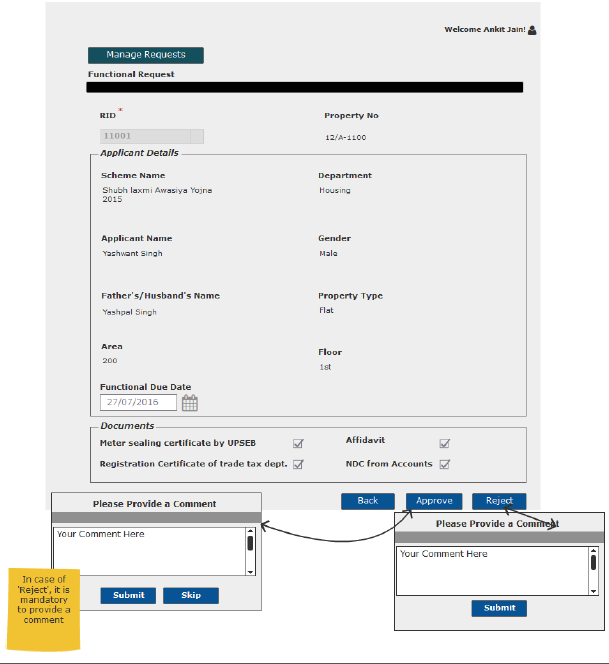 Welcome Ankit Jain!
Manage Requests
Functional Request
RID *
Property No
11001
12/A-1100
Applicant Details
Scheme Name
Department
Shubh laxmi Awasiya Yojna
2015
Housing
Applicant Name
Gender
Yashwant Singh
Male
Father's/Husband's Name
Property Type
Yashpal Singh
Flat
Area
Floor
200
1st
Functional Due Date
27/07/2016
Documents
Meter sealing certificate by UPSEB
Affidavit
Registration Certificate of trade tax dept.
NDC from Accounts
Back
Approve
Reject
Please Provide a Comment
Your Comment Here
Submit
Skip
Please Provide a Comment
Your Comment Here
Submit
In case of
'Reject', it is
mandatory
to provide a
comment